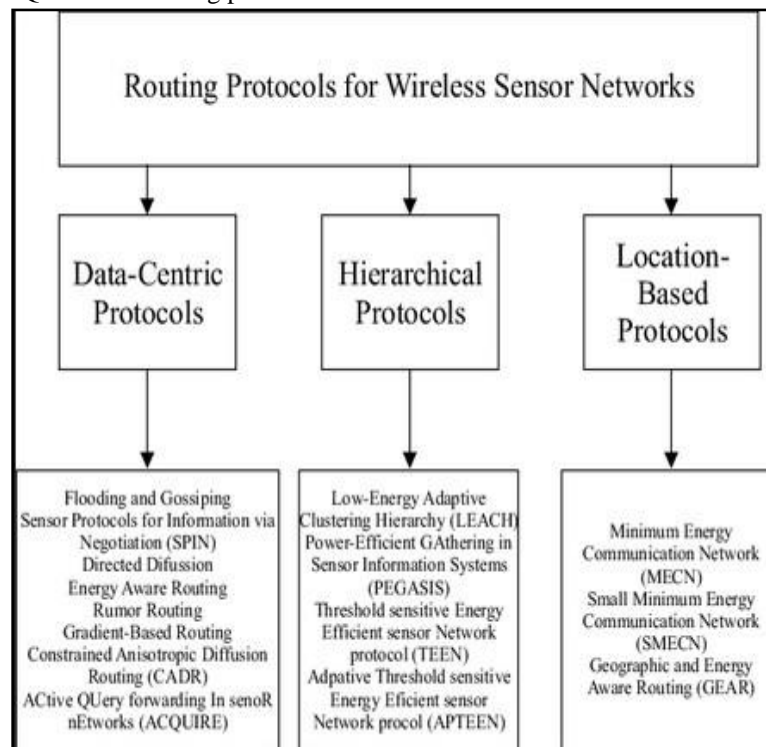 Routing Protocols for Wireless Sensor Networks
Data-Centric
Protocols
Hierarchical
Protocols
Location-
Based
Protocols
Flooding and Gossiping
Sensor Protocols for Information via
Negotiation (SPIN)
Directed Difussion
Energy Aware Routing
Rumor Routing
Gradient-Based Routing
Constrained Anisotropic Diffusion
Routing (CADR)
ACtive QUery forwarding In senoR
nEtworks (ACQUIRE)
Low-Energy Adaptive
Clustering Hierarchy (LEACH)
Power-Efficient GAthering in
Sensor Information Systems
(PEGASIS)
Threshold sensitive Energy
Efficient sensor Network
protocol (TEEN)
Adpative Threshold sensitive
Energy Eficient sensor
Network procol (APTEEN)
Minimum Energy
Communication Network
(MECN)
Small Minimum Energy
Communication Network
(SMECN)
Geographic and Energy
Aware Routing (GEAR)